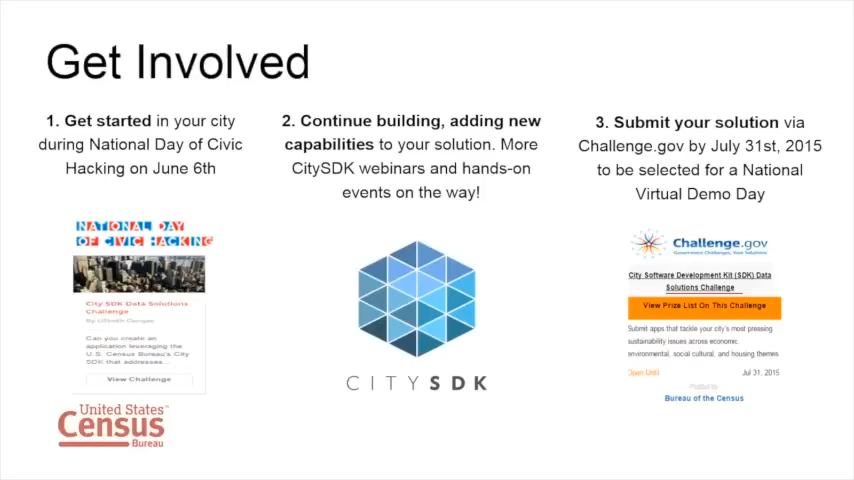 Get Involved
1. Get started in your city
during National Day of Civic
Hacking on June 6th
2. Continue building, adding new
capabilities to your solution. More
CitySDK webinars and hands-on
events on the way!
3. Submit your solution via
Challenge.gov by July 31st, 2015
to be selected for a National
Virtual Demo Day
NATIONAL DAY
OF CIVIC HACKING
City SDK Data Solutions
Challenge
By
Can you create an
application leveraging the
U.S. Census Bureau's City
SDK that addresses...
View Challenge
United States™
Census
Bureau
CITYSDK
Challenge.gov
Government Challenges, Your Solutions
City Software Development Kit (SDK) Data
Solutions Challenge
View Prize List On This Challenge
Submit apps that tackle your city's most pressing
sustainability issues across economic,
environmental, social cultural, and housing themes
Open Until
Jul 31, 2015
Posted by
Bureau of the Census